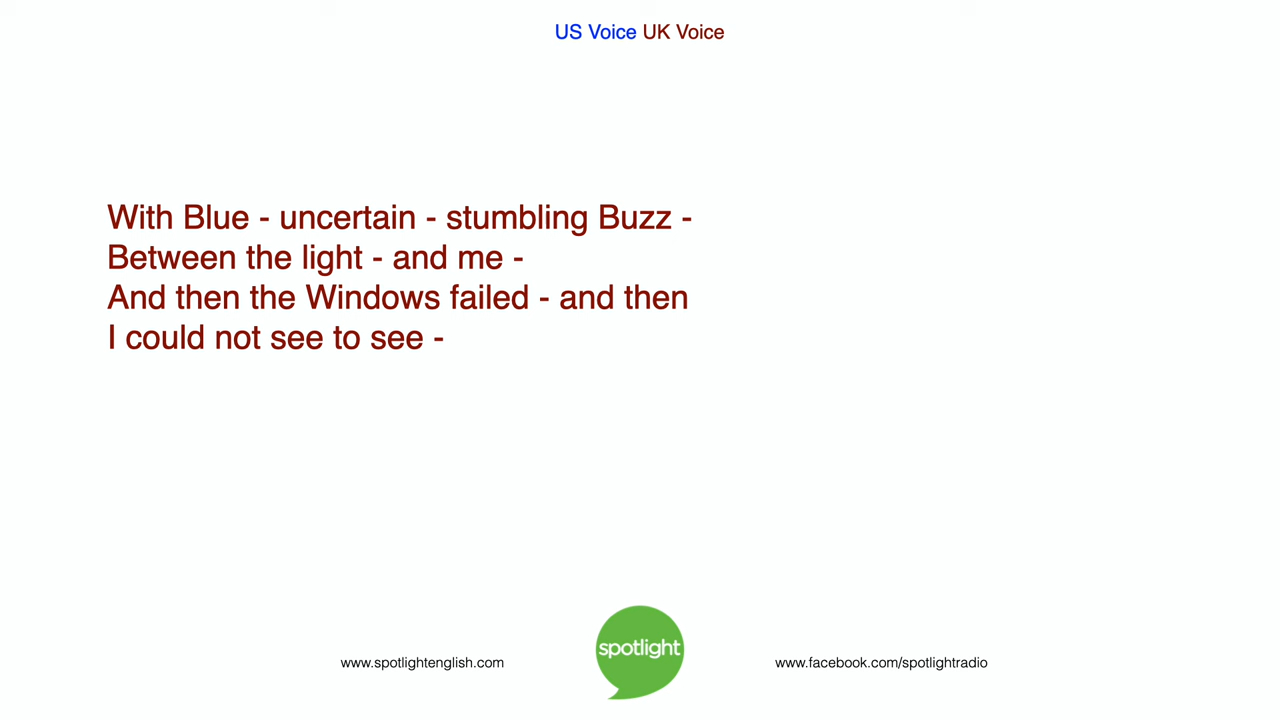 US Voice UK Voice
With Blue - uncertain - stumbling Buzz -
Between the light - and me -
And then the Windows failed - and then
I could not see to see -
www.spotlightenglish.com
spotlight
www.facebook.com/spotlightradio